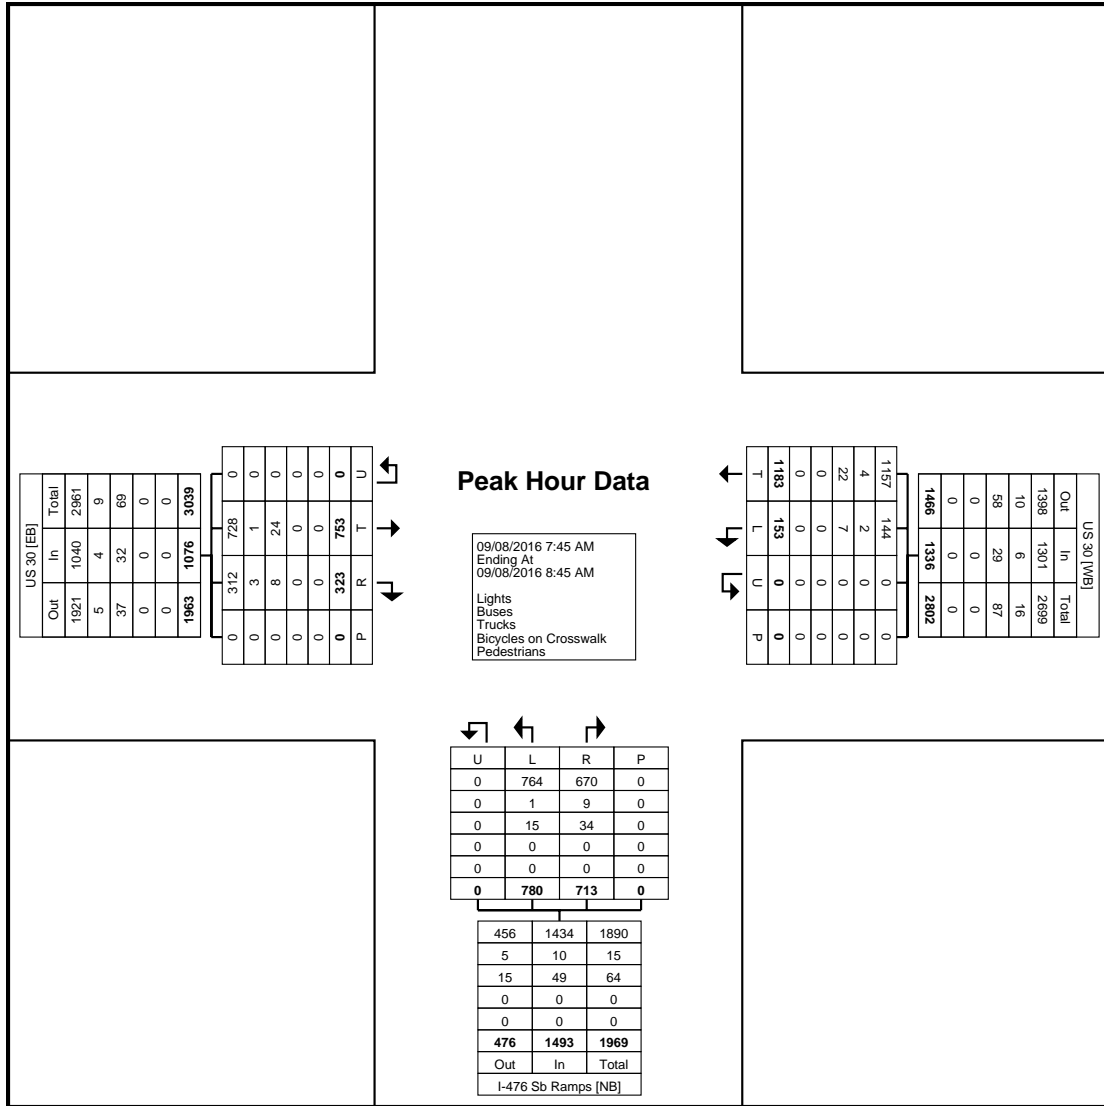 Peak Hour Data
09/08/2016 7:45 AM
Ending At
09/08/2016 8:45 AM
Lights
Buses
Trucks
Bicycles on Crosswalk
Pedestrians
US 30 [EB]
Total In Out
2961 1040 1921
9 4 5
69 32 37
0 0 0
0 0 0
3039 1076 1963
0 728 312 0
0 1 3 0
0 24 8 0
0 0 0 0
0 0 0 0
0 753 323 0
U T R P
US 30 [WB]
Out In Total
1398 1301 2699
10 6 16
58 29 87
0 0 0
0 0 0
1466 1336 2802
1157 144 0 0
4 2 0 0
22 7 0 0
0 0 0 0
0 0 0 0
1183 153 0 0
T L U P
U L R P
0 764 670 0
0 1 9 0
0 15 34 0
0 0 0 0
0 0 0 0
0 780 713 0
456 1434 1890
5 10 15
15 49 64
0 0 0
0 0 0
476 1493 1969
Out In Total
I-476 Sb Ramps [NB]